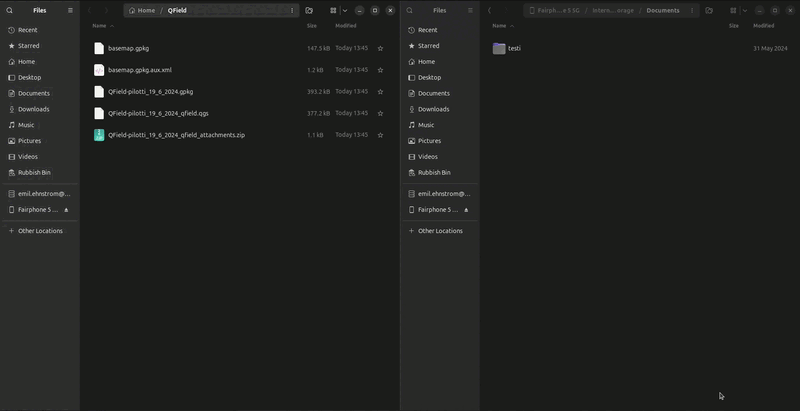 Files
Home / QField
Name
Size
Modified
Recent
Starred
Home
Desktop
Documents
Downloads
Music
Pictures
Videos
Rubbish Bin
emil.ehnstrom@...
Fairphone 5 ...
Other Locations
basemap.gpkg 147.5 kB Today 13:45
basemap.gpkg.aux.xml 1.2 kB Today 13:45
QField-pilotti_19_6_2024.gpkg 393.2 kB Today 13:45
QField-pilotti_19_6_2024_qfield.qgs 377.2 kB Today 13:45
QField-pilotti_19_6_2024_qfield_attachments.zip 1.1 kB Today 13:45
Files
Fairph…e 5 5G / Intern…orage / Documents
Name
Size
Modified
Recent
Starred
Home
Desktop
Documents
Downloads
Music
Pictures
Videos
Rubbish Bin
emil.ehnstrom@...
Fairphone 5 ...
Other Locations
testi 31 May 2024